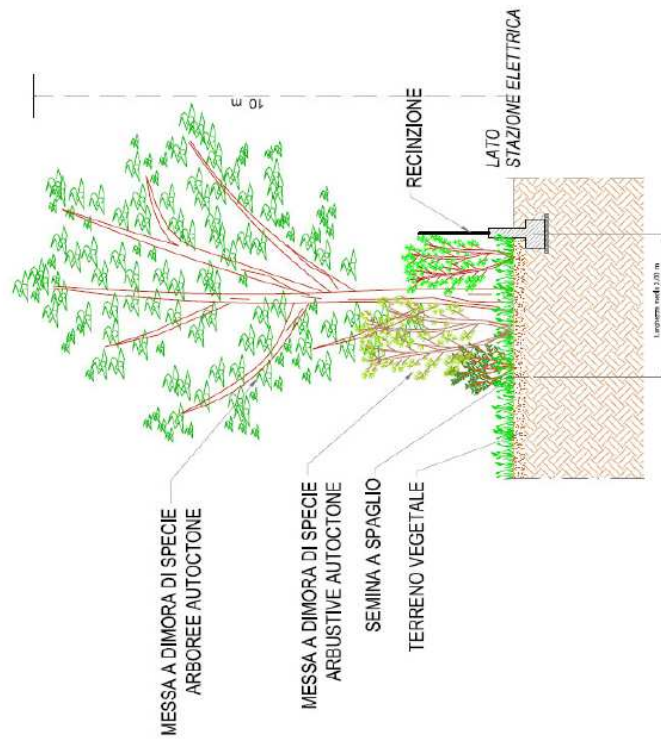 10 m
MESSA A DIMORA DI SPECIE
ARBOREE AUTOCTONE
MESSA A DIMORA DI SPECIE
ARBUSTIVE AUTOCTONE
SEMINA A SPAGLIO
TERRENO VEGETALE
RECINZIONE
LATO
STAZIONE ELETTRICA